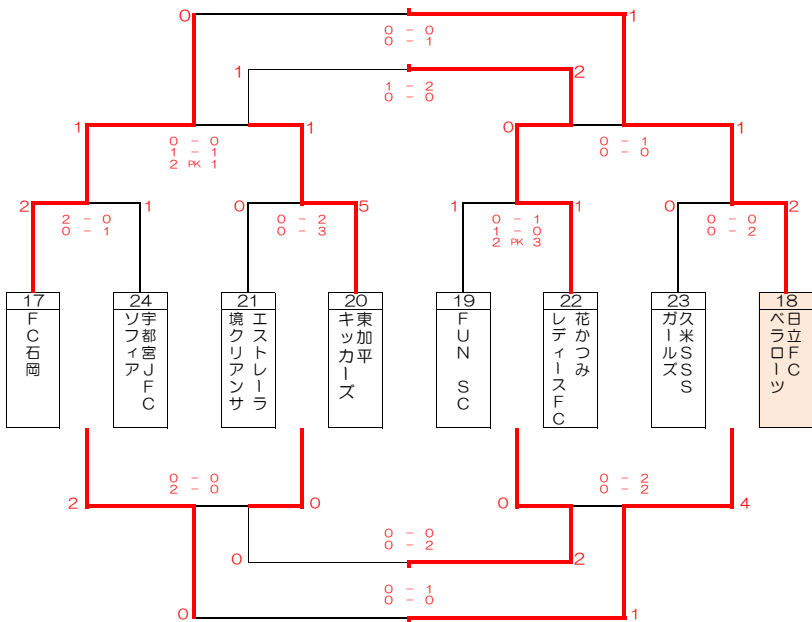 0 1
0 - 0
0 - 1
1 2
1 - 2
0 - 0
1 1 0 1
0 - 0
1 - 1
2 PK 1
0 - 1
0 - 0
2 1 0 5 1 1 0 2
2 - 0
0 - 1
0 - 2
0 - 3
0 - 1
1 - 0
2 PK 3
0 - 0
0 - 2
17
FC石岡
24
宇都宮JFC
ソフィア
21
エストレーラ
境クリアンサ
20
東加平
キッカーズ
19
FUN SC
22
花かつみ
レディースFC
23
久米SSS
ガールズ
18
日立FC
ベラローツ
0 - 0
2 - 0
0 - 2
0 - 2
2 0 0 4
0 - 0
0 - 2
0 2
0 - 1
0 - 0
0 1